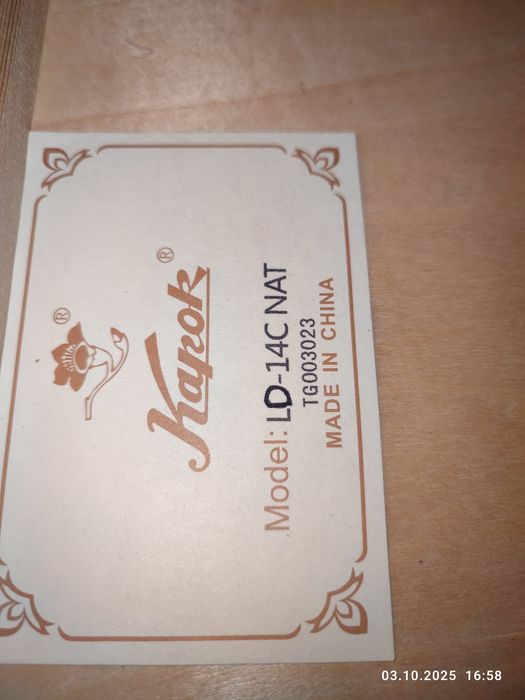 ®
Kapok®
Model: LD-14C NAT
TG003023
MADE IN CHINA
03.10.2025 16:58